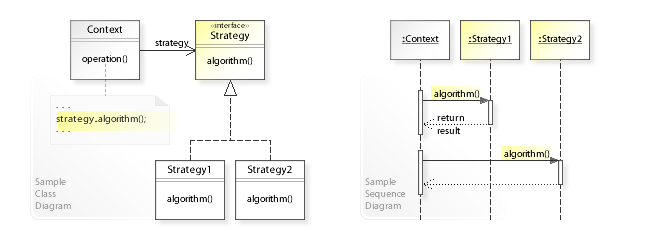 Context
operation()
strategy
«interface»
Strategy
algorithm()
. . .
strategy.algorithm();
. . .
Strategy1
algorithm()
Strategy2
algorithm()
Sample
Class
Diagram
:Context
:Strategy1
:Strategy2
algorithm()
return
result
algorithm()
Sample
Sequence
Diagram